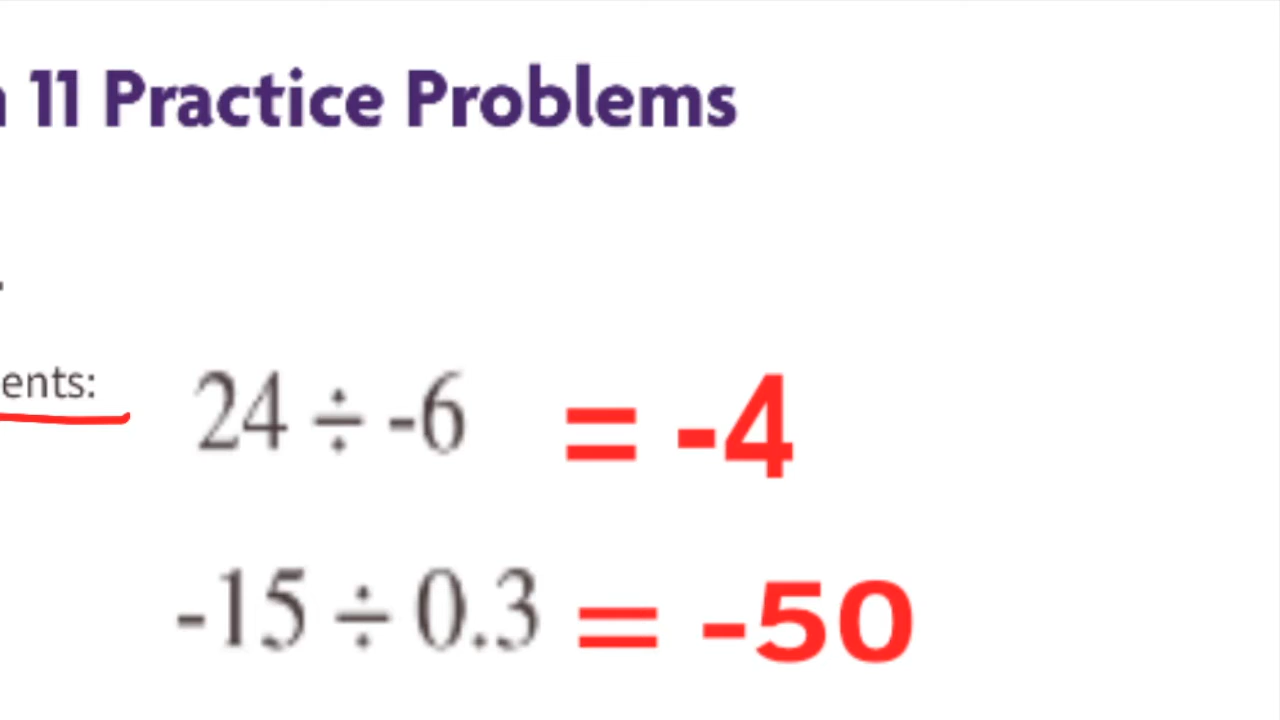 11 Practice Problems
ents:
24 ÷ -6 = -4
-15 ÷ 0.3 = -50